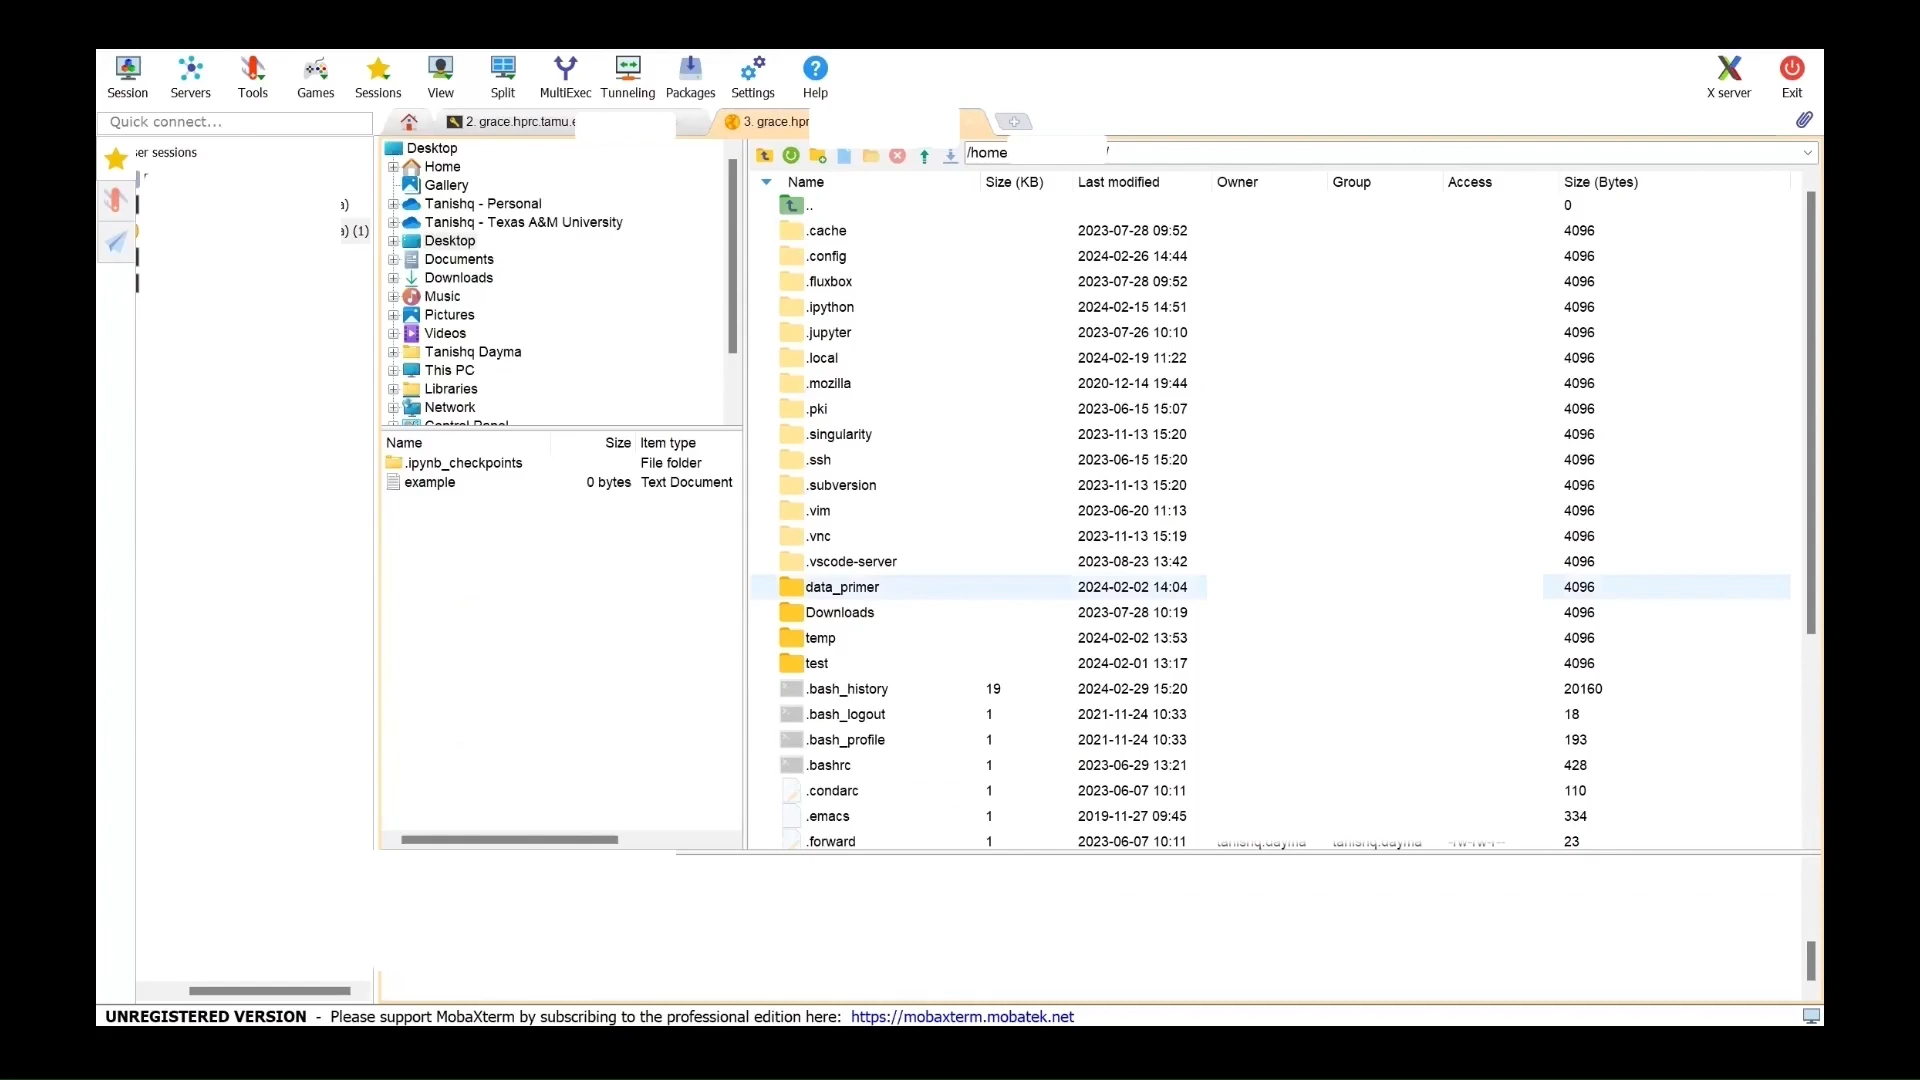 Session Servers Tools Games Sessions View Split MultiExec Tunneling Packages Settings Help X server Exit
Quick connect...
2. grace.hprc.tamu.e
3. grace.hpr
er sessions
a)
a) (1)
Desktop
Home
Gallery
Tanishq - Personal
Tanishq - Texas A&M University
Desktop
Documents
Downloads
Music
Pictures
Videos
Tanishq Dayma
This PC
Libraries
Network
Control Panel
Name Size Item type
.ipynb_checkpoints File folder
example 0 bytes Text Document
/home /
Name Size (KB) Last modified Owner Group Access Size (Bytes)
.. 0
.cache 2023-07-28 09:52 4096
.config 2024-02-26 14:44 4096
.fluxbox 2023-07-28 09:52 4096
.ipython 2024-02-15 14:51 4096
.jupyter 2023-07-26 10:10 4096
.local 2024-02-19 11:22 4096
.mozilla 2020-12-14 19:44 4096
.pki 2023-06-15 15:07 4096
.singularity 2023-11-13 15:20 4096
.ssh 2023-06-15 15:20 4096
.subversion 2023-11-13 15:20 4096
.vim 2023-06-20 11:13 4096
.vnc 2023-11-13 15:19 4096
.vscode-server 2023-08-23 13:42 4096
data_primer 2024-02-02 14:04 4096
Downloads 2023-07-28 10:19 4096
temp 2024-02-02 13:53 4096
test 2024-02-01 13:17 4096
.bash_history 19 2024-02-29 15:20 20160
.bash_logout 1 2021-11-24 10:33 18
.bash_profile 1 2021-11-24 10:33 193
.bashrc 1 2023-06-29 13:21 428
.condarc 1 2023-06-07 10:11 110
.emacs 1 2019-11-27 09:45 334
.forward 1 2023-06-07 10:11 tanishq.dayma tanishq.dayma -rw-rw-r-- 23
UNREGISTERED VERSION - Please support MobaXterm by subscribing to the professional edition here: https://mobaxterm.mobatek.net